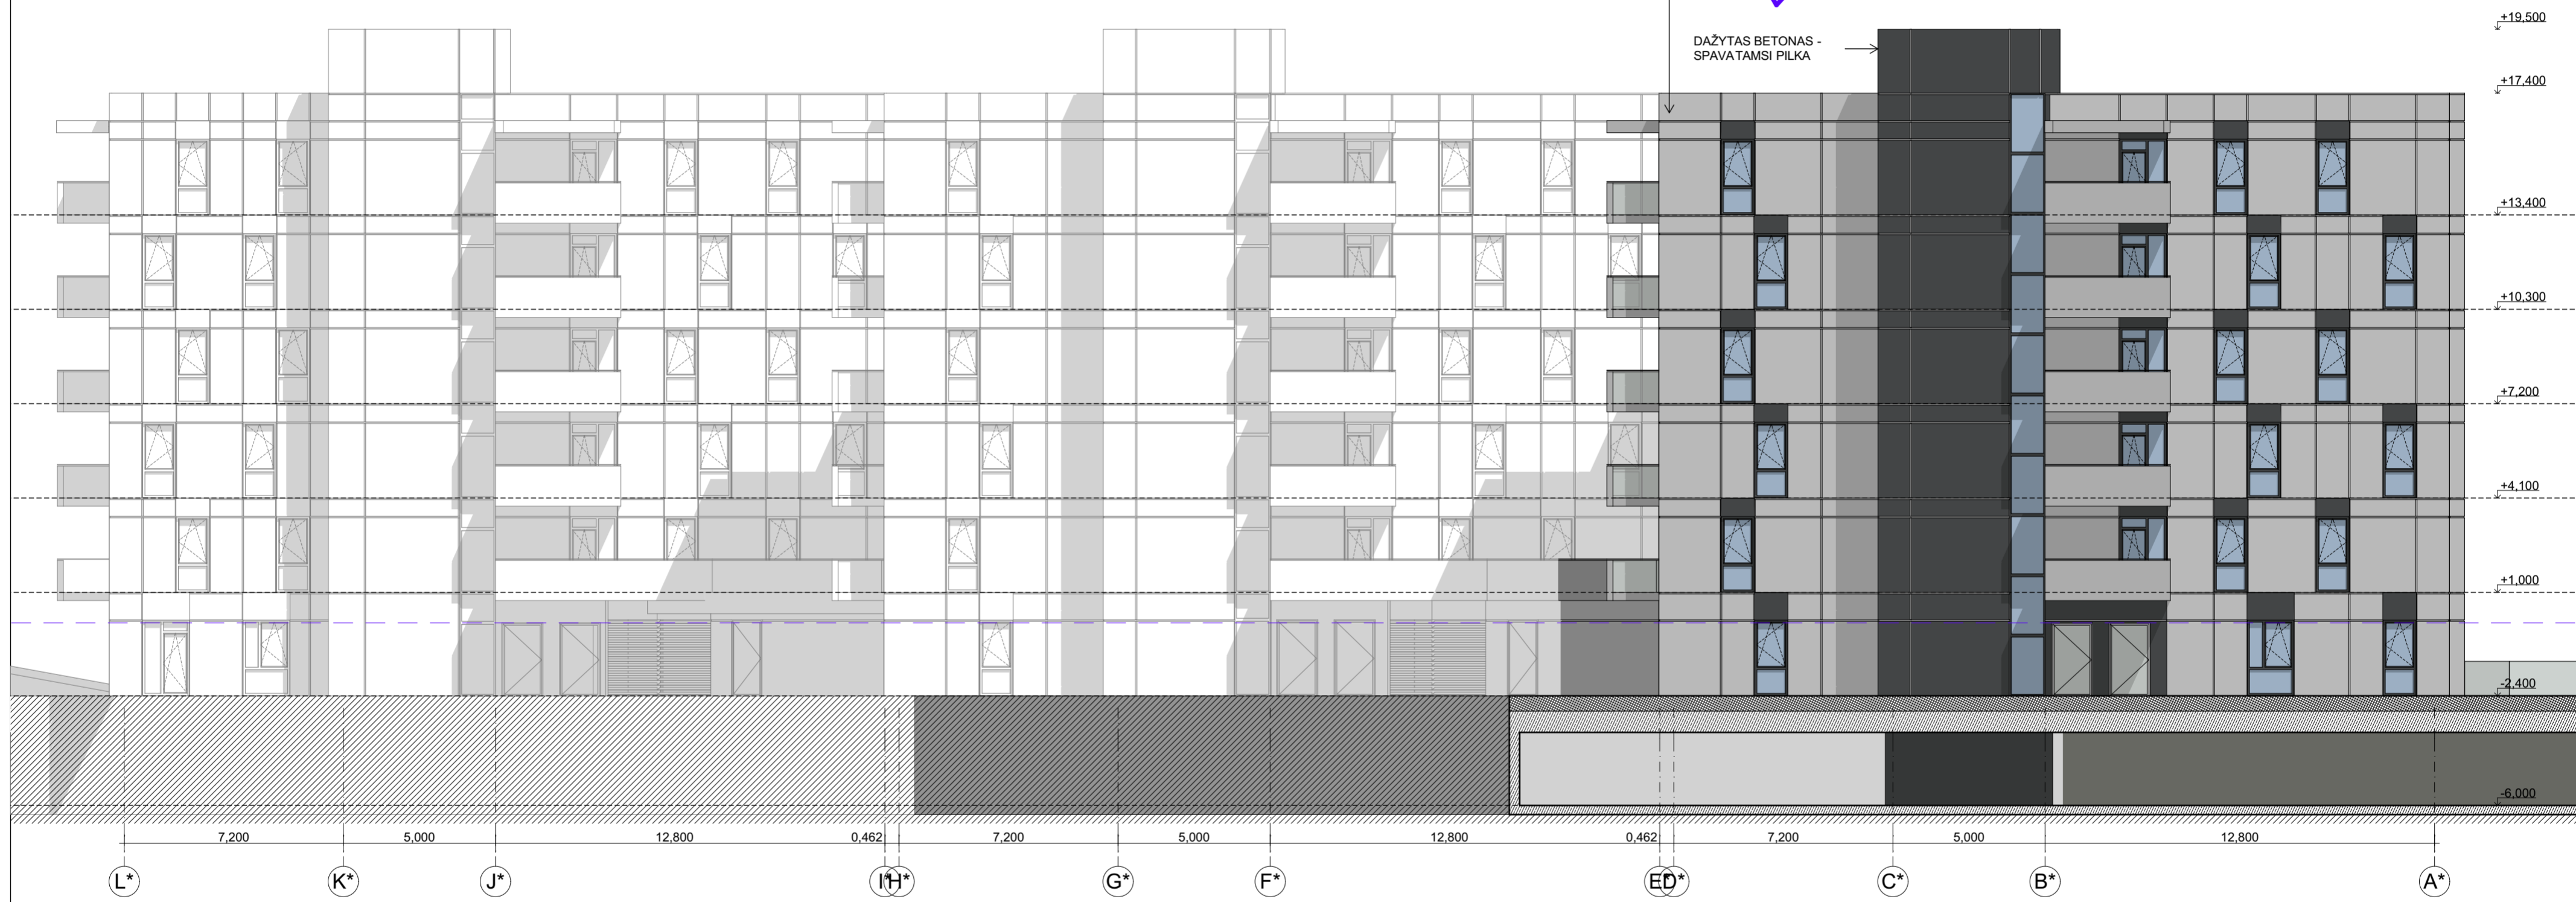 +19,500
DAŽYTAS BETONAS -
SPAVATAMSI PILKA
+17,400
+13,400
+10,300
+7,200
+4,100
+1,000
-2,400
-6,000
7,200 5,000 12,800 0,462 7,200 5,000 12,800 0,462 7,200 5,000 12,800
L* K* J* I* H* G* F* E* D* C* B* A*